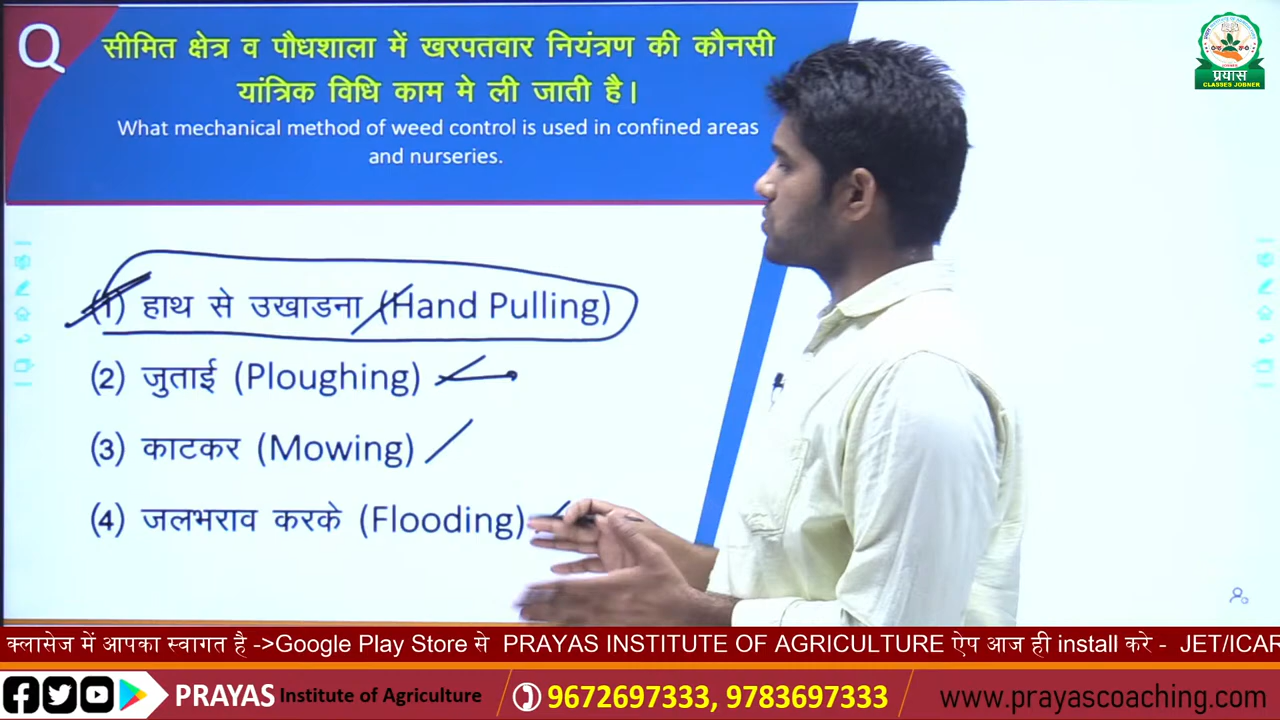 Q
सीमित क्षेत्र व पौधशाला में खरपतवार नियंत्रण की कौनसी
यांत्रिक विधि काम मे ली जाती है।
What mechanical method of weed control is used in confined areas
and nurseries.
(1) हाथ से उखाडना (Hand Pulling)
(2) जुताई (Ploughing)
(3) काटकर (Mowing)
(4) जलभराव करके (Flooding)
प्रयास
CLASSES JOBNER
क्लासेज में आपका स्वागत है ->Google Play Store से PRAYAS INSTITUTE OF AGRICULTURE ऐप आज ही install करे - JET/ICAR
PRAYAS Institute of Agriculture
9672697333, 9783697333
www.prayascoaching.com